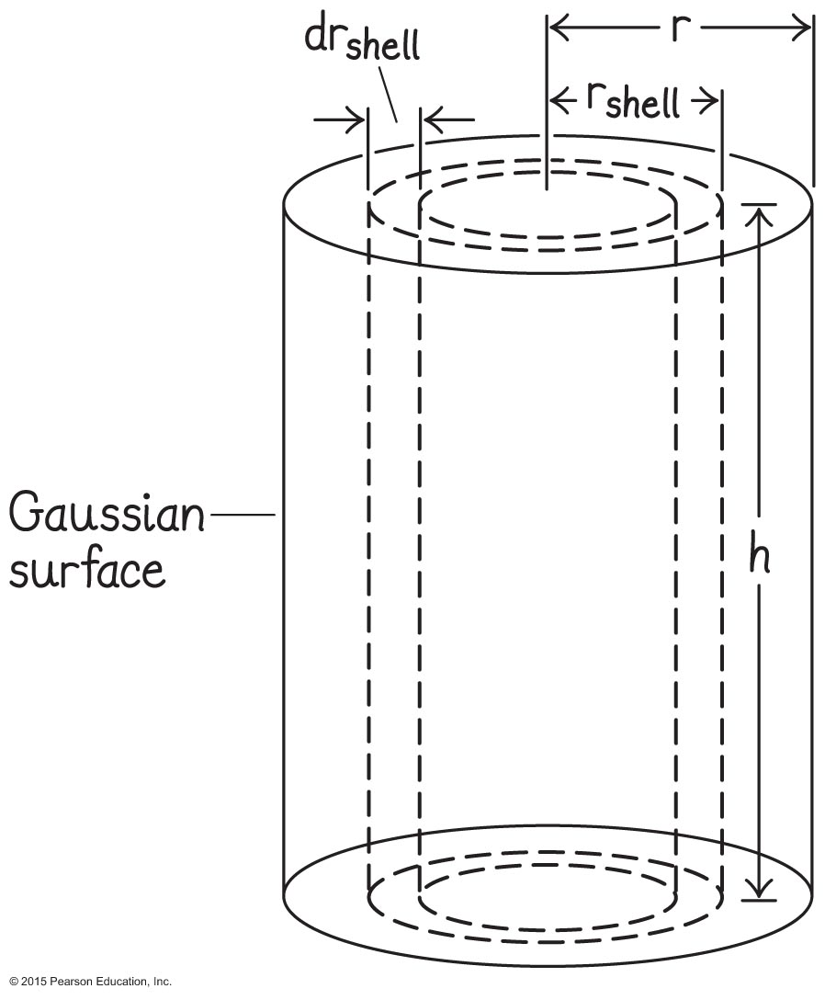 dr_shell
r
r_shell
Gaussian
surface
h
© 2015 Pearson Education, Inc.